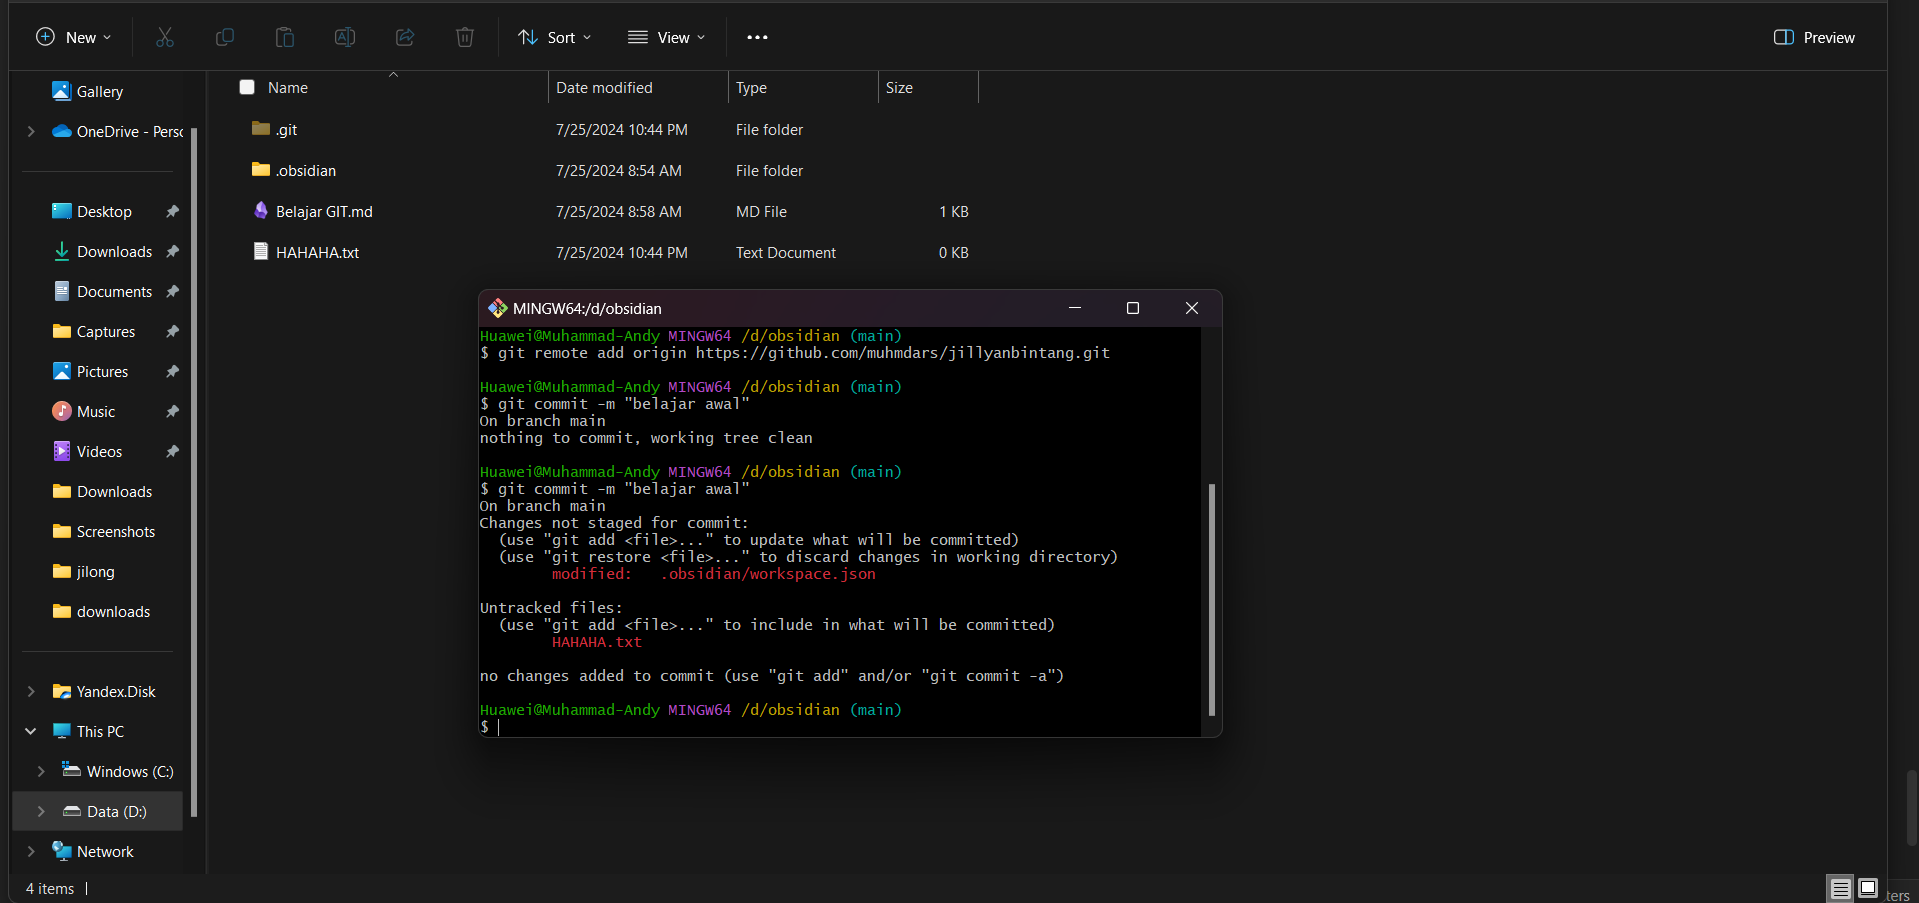 New
Sort
View
Preview
Gallery
OneDrive - Perso
Desktop
Downloads
Documents
Captures
Pictures
Music
Videos
Downloads
Screenshots
jilong
downloads
Yandex.Disk
This PC
Windows (C:)
Data (D:)
Network
Name Date modified Type Size
.git 7/25/2024 10:44 PM File folder
.obsidian 7/25/2024 8:54 AM File folder
Belajar GIT.md 7/25/2024 8:58 AM MD File 1 KB
HAHAHA.txt 7/25/2024 10:44 PM Text Document 0 KB
MINGW64:/d/obsidian
Huawei@Muhammad-Andy MINGW64 /d/obsidian (main)
$ git remote add origin https://github.com/muhmdars/jillyanbintang.git
Huawei@Muhammad-Andy MINGW64 /d/obsidian (main)
$ git commit -m "belajar awal"
On branch main
nothing to commit, working tree clean
Huawei@Muhammad-Andy MINGW64 /d/obsidian (main)
$ git commit -m "belajar awal"
On branch main
Changes not staged for commit:
(use "git add <file>..." to update what will be committed)
(use "git restore <file>..." to discard changes in working directory)
modified: .obsidian/workspace.json
Untracked files:
(use "git add <file>..." to include in what will be committed)
HAHAHA.txt
no changes added to commit (use "git add" and/or "git commit -a")
Huawei@Muhammad-Andy MINGW64 /d/obsidian (main)
$
4 items